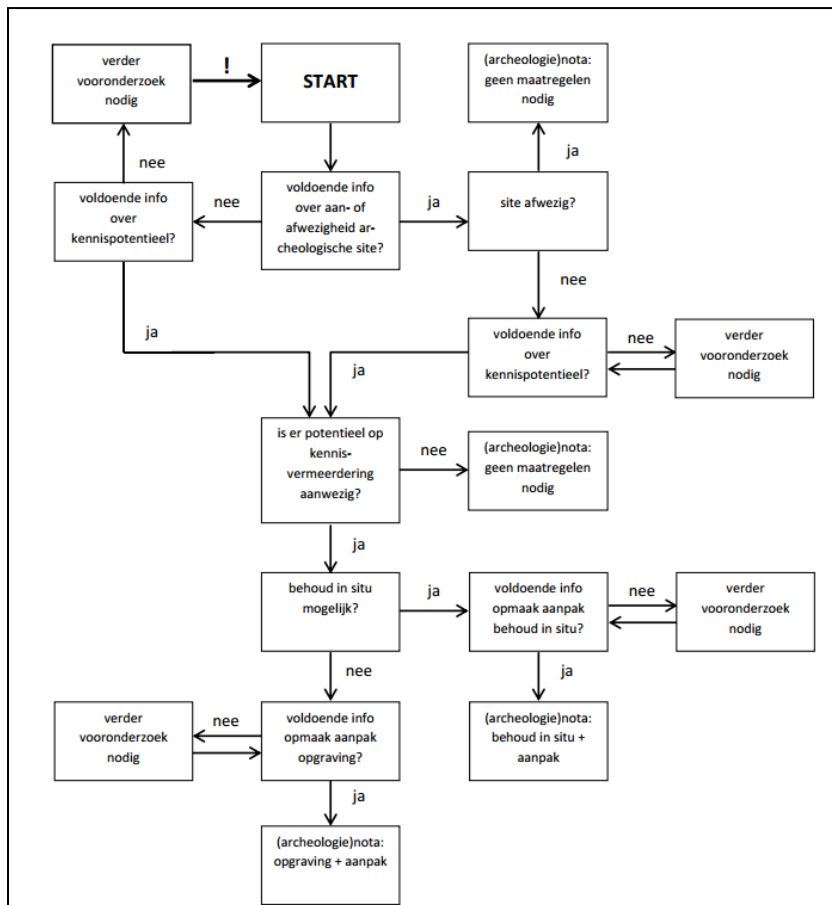 verder
vooronderzoek
nodig
!
START
(archeologie)nota:
geen maatregelen
nodig
nee
ja
voldoende info
over
kennispotentieel?
nee
voldoende info
over aan- of
afwezigheid ar-
cheologische site?
ja
site afwezig?
nee
ja
voldoende info
over
kennispotentieel?
nee
verder
vooronderzoek
nodig
ja
is er potentieel op
kennis-
vermeerdering
aanwezig?
nee
(archeologie)nota:
geen maatregelen
nodig
ja
behoud in situ
mogelijk?
ja
voldoende info
opmaak aanpak
behoud in situ?
nee
verder
vooronderzoek
nodig
nee
ja
verder
vooronderzoek
nodig
nee
voldoende info
opmaak aanpak
opgraving?
(archeologie)nota:
behoud in situ +
aanpak
ja
(archeologie)nota:
opgraving + aanpak